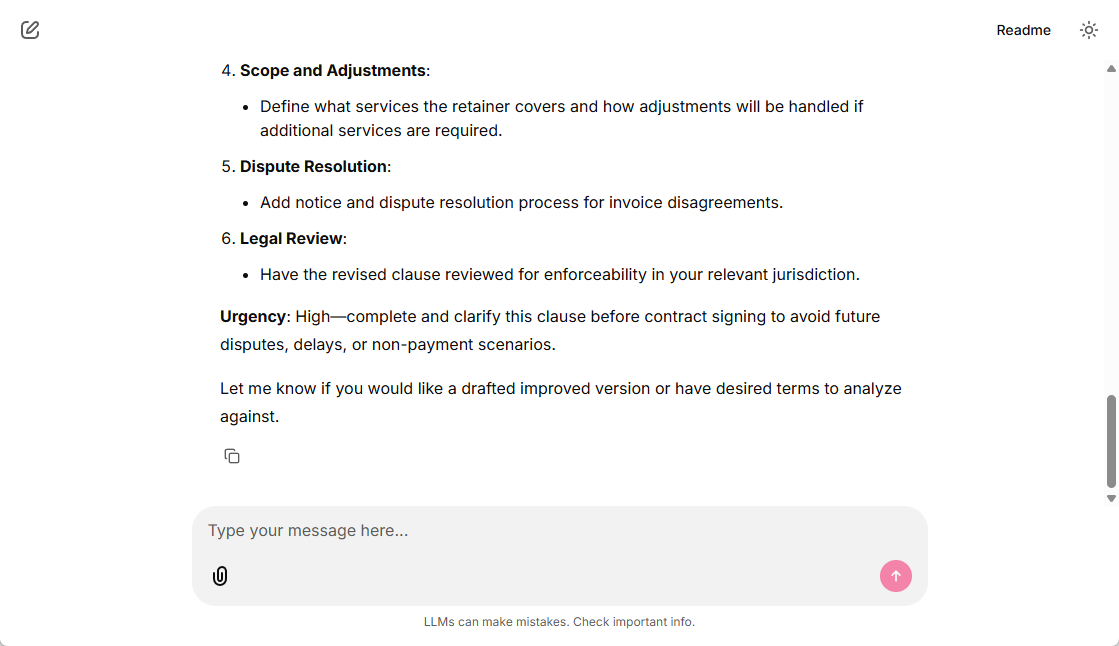 Readme
4. Scope and Adjustments:
• Define what services the retainer covers and how adjustments will be handled if
additional services are required.
5. Dispute Resolution:
• Add notice and dispute resolution process for invoice disagreements.
6. Legal Review:
• Have the revised clause reviewed for enforceability in your relevant jurisdiction.
Urgency: High—complete and clarify this clause before contract signing to avoid future
disputes, delays, or non-payment scenarios.
Let me know if you would like a drafted improved version or have desired terms to analyze
against.
Type your message here...
LLMs can make mistakes. Check important info.